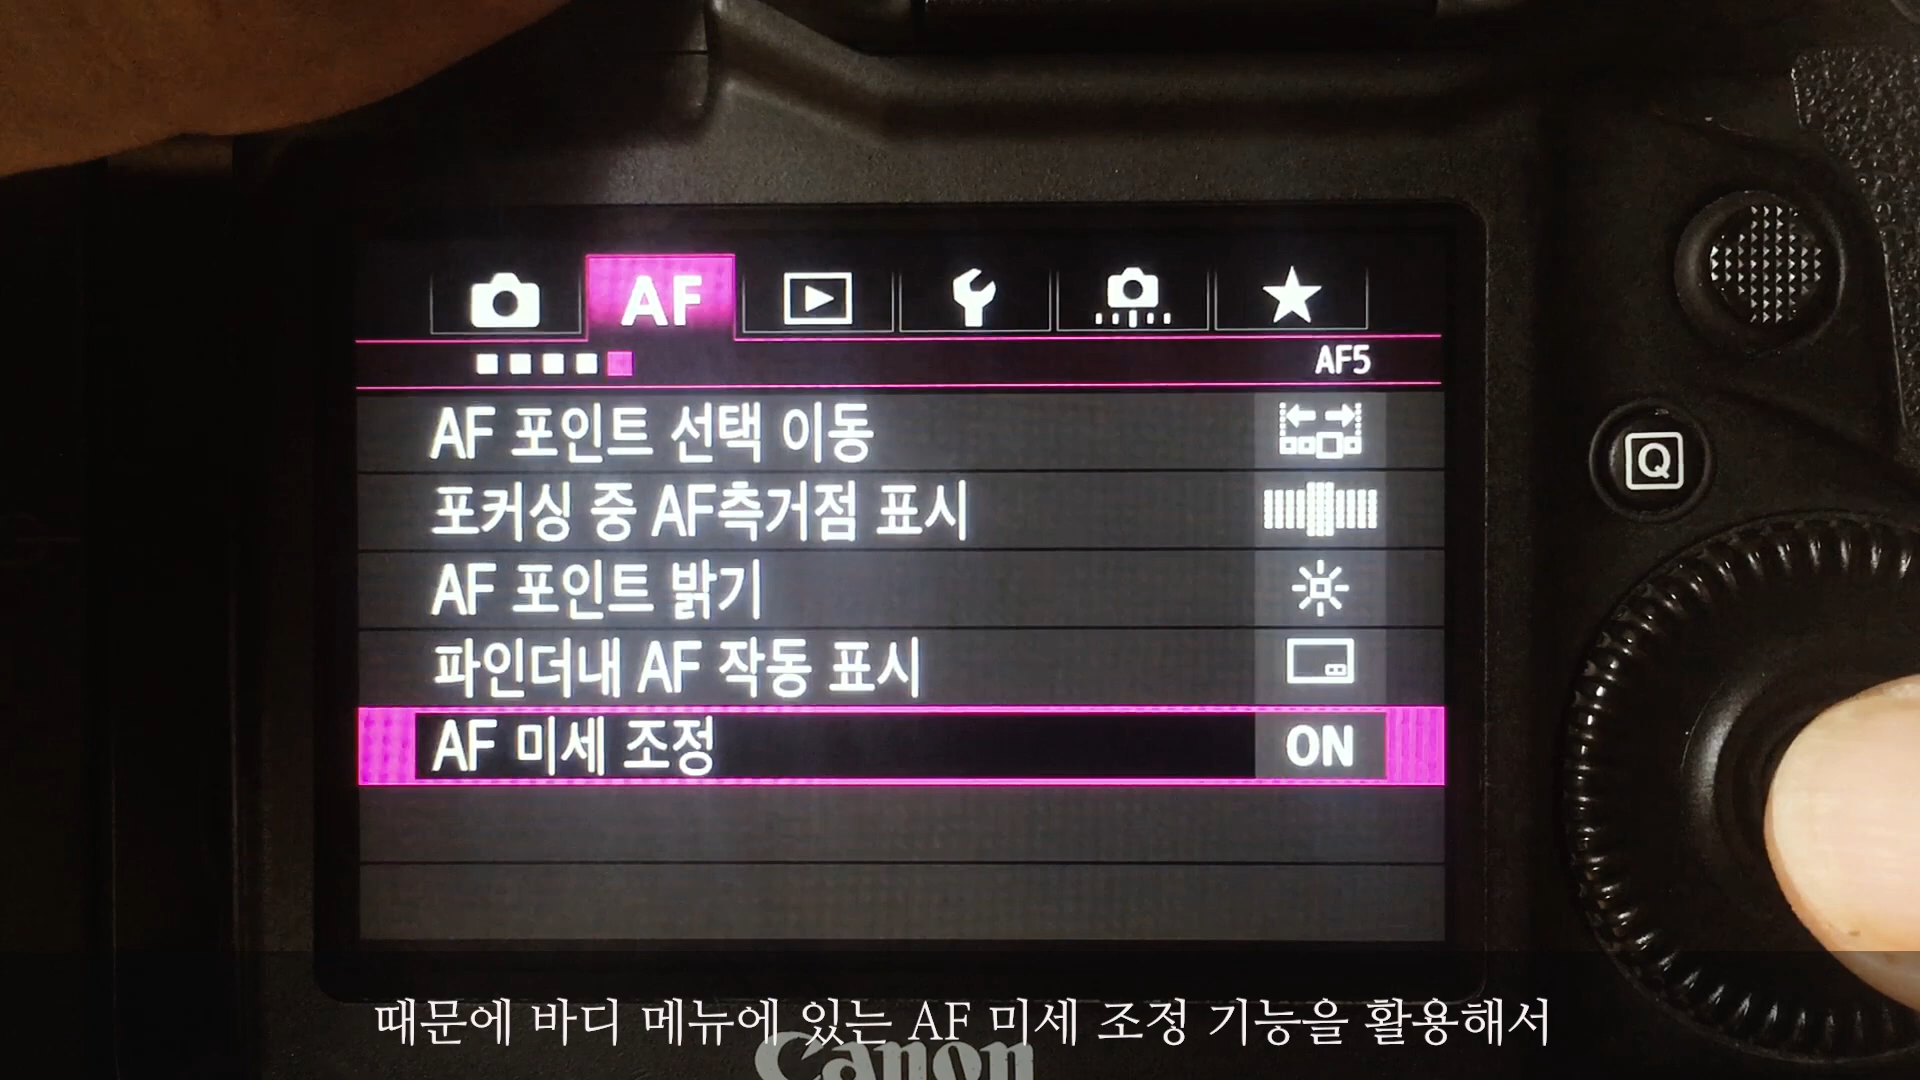 AF
AF5
AF 포인트 선택 이동
포커싱 중 AF측거점 표시
AF 포인트 밝기
파인더내 AF 작동 표시
AF 미세 조정 ON
Q
때문에 바디 메뉴에 있는 AF 미세 조정 기능을 활용해서
Canon